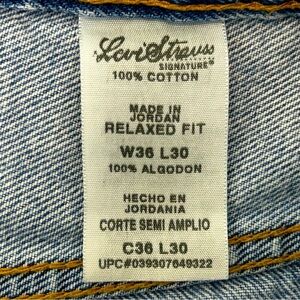 Levi Strauss
SIGNATURE®
100% COTTON
MADE IN
JORDAN
RELAXED FIT
W36 L30
100% ALGODON
HECHO EN
JORDANIA
CORTE SEMI AMPLIO
C36 L30
UPC#039307649322